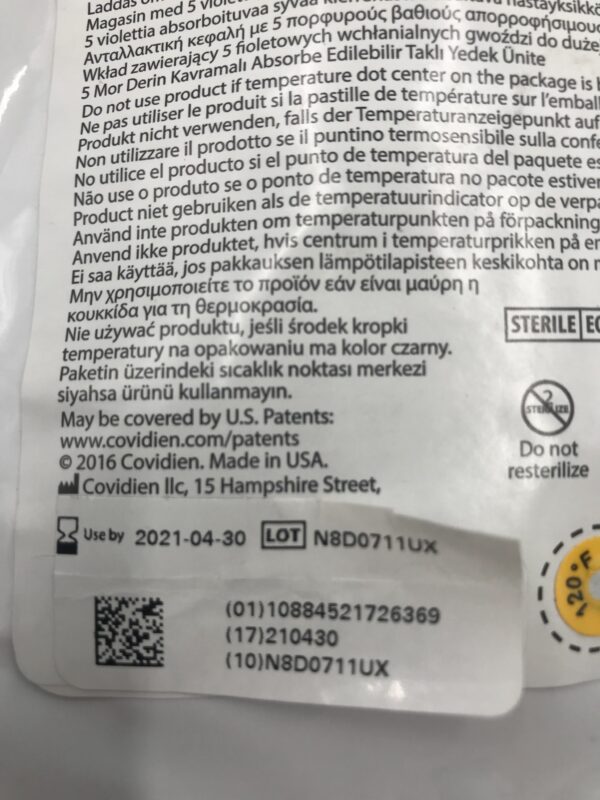 Magasin med 5 violett
5 violettia absorboituvaa
Ανταλλακτική κεφαλή με 5 πορφυρούς βαθιούς απορροφήσιμου
Wkład zawierający 5 fioletowych wchłanialnych gwoździ do dużej
5 Mor Derin Kavramalı Absorbe Edilebilir Taklı Yedek Ünite
Do not use product if temperature dot center on the package is
Ne pas utiliser le produit si la pastille de température sur l'embal
Produkt nicht verwenden, falls der Temperaturanzeigepunkt auf
Non utilizzare il prodotto se il puntino termosensibile sulla confe
No utilice el producto si el punto de temperatura del paquete es
Não use o produto se o ponto de temperatura no pacote estiver
Product niet gebruiken als de temperatuurindicator op de verpa
Använd inte produkten om temperaturpunkten på förpackning
Anvend ikke produktet, hvis centrum i temperaturprikken på
Ei saa käyttää, jos pakkauksen lämpötilapisteen keskikohta on
Μην χρησιμοποιείτε το προϊόν εάν είναι μαύρη η
κουκκίδα για τη θερμοκρασία.
Nie używać produktu, jeśli środek kropki
temperatury na opakowaniu ma kolor czarny.
Paketin üzerindeki sıcaklık noktası merkezi
siyahsa ürünü kullanmayın.
May be covered by U.S. Patents:
www.covidien.com/patents
© 2016 Covidien. Made in USA.
Covidien llc, 15 Hampshire Street,
STERILE EO
2
STERILIZE
Do not
resterilize
Use by 2021-04-30 LOT N8D0711UX
(01)10884521726369
(17)210430
(10)N8D0711UX
120°F